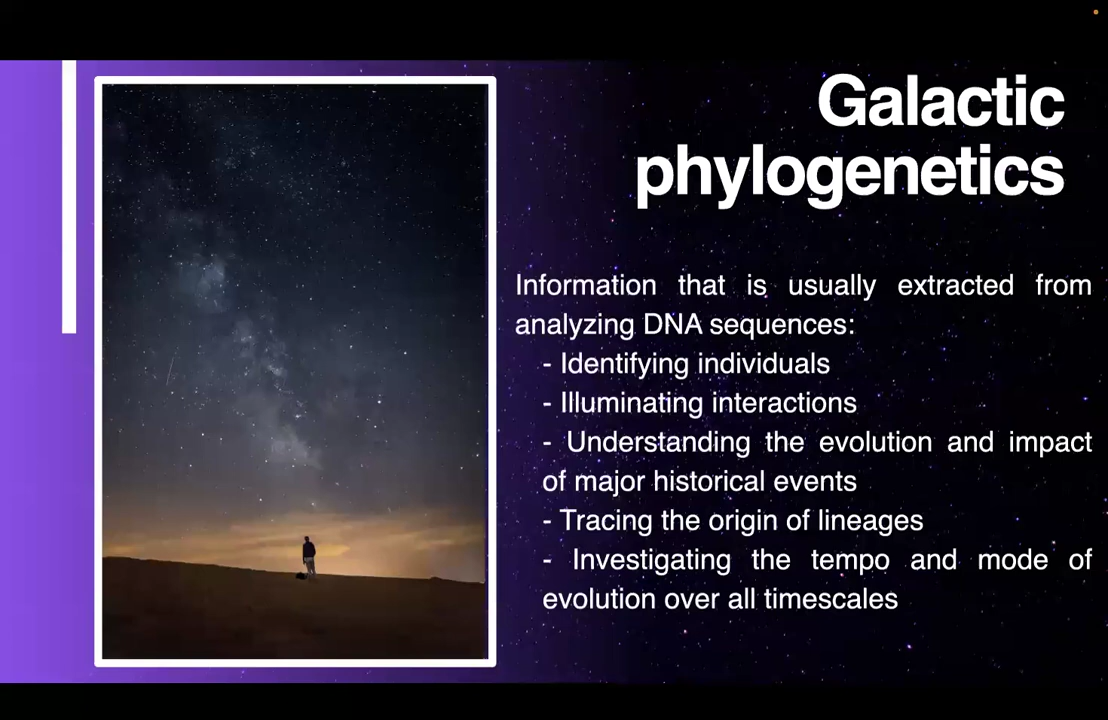 Galactic
phylogenetics
Information that is usually extracted from
analyzing DNA sequences:
- Identifying individuals
- Illuminating interactions
- Understanding the evolution and impact
of major historical events
- Tracing the origin of lineages
- Investigating the tempo and mode of
evolution over all timescales